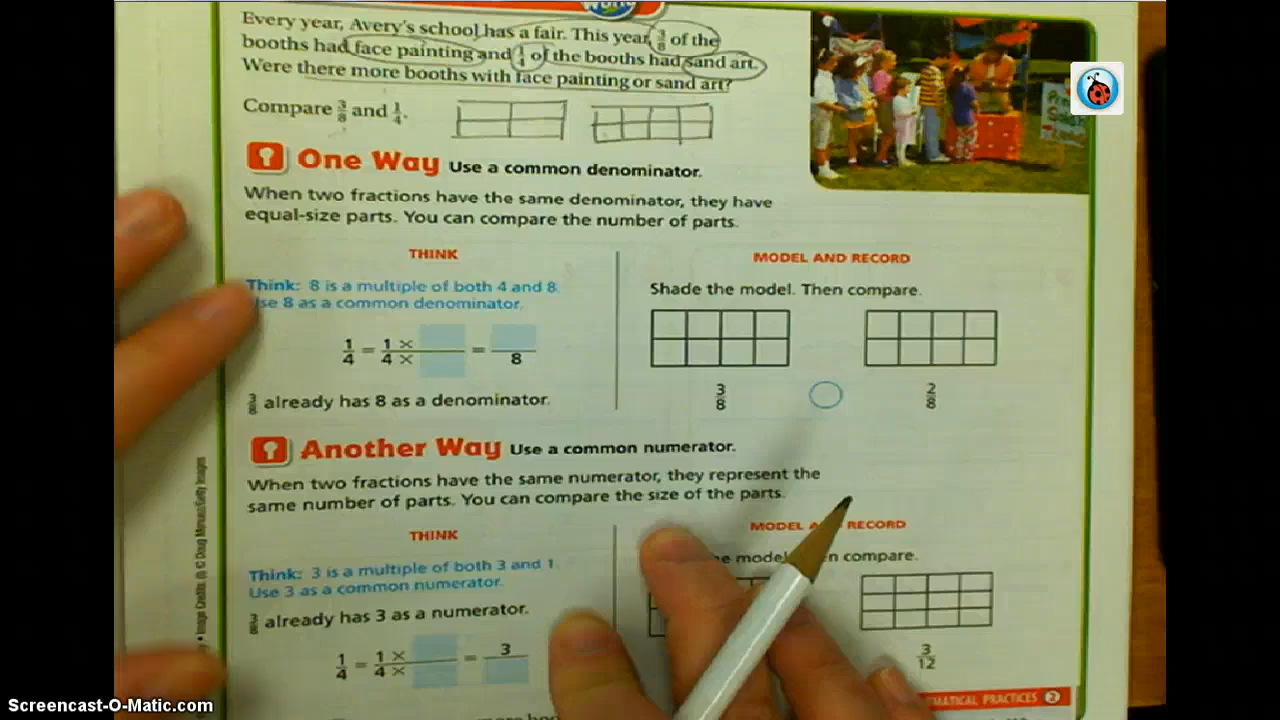 Every year, Avery's school has a fair. This year, 3/8 of the
booths had face painting and 1/4 of the booths had sand art.
Were there more booths with face painting or sand art?
Compare 3/8 and 1/4.
One Way Use a common denominator.
When two fractions have the same denominator, they have
equal-size parts. You can compare the number of parts.
THINK
Think: 8 is a multiple of both 4 and 8.
Use 8 as a common denominator.
1/4 = 1 × / 4 × = /8
3/8 already has 8 as a denominator.
MODEL AND RECORD
Shade the model. Then compare.
3/8 2/8
Another Way Use a common numerator.
When two fractions have the same numerator, they represent the
same number of parts. You can compare the size of the parts.
THINK
Think: 3 is a multiple of both 3 and 1.
Use 3 as a common numerator.
3/8 already has 3 as a numerator.
1/4 = 1 × / 4 × = 3/
MODEL RECORD
model compare.
3/12
PRACTICES 2
Image Credits: (t) © Doug Menuez/Getty Images
Screencast-O-Matic.com